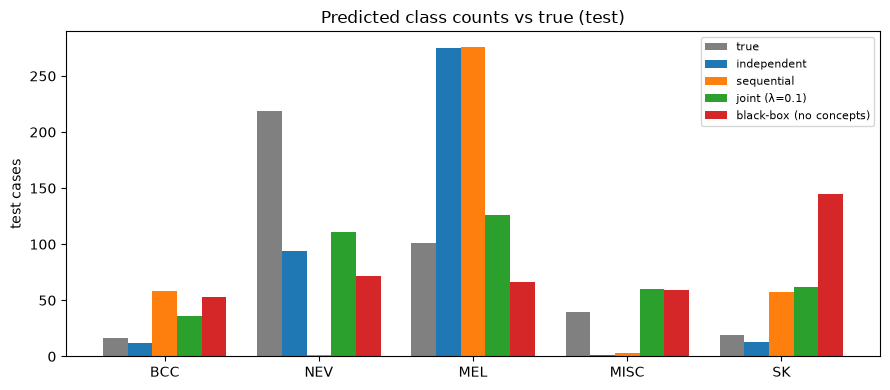 Predicted class counts vs true (test)
true
independent
sequential
joint (λ=0.1)
black-box (no concepts)
test cases
250
200
150
100
50
0
BCC NEV MEL MISC SK